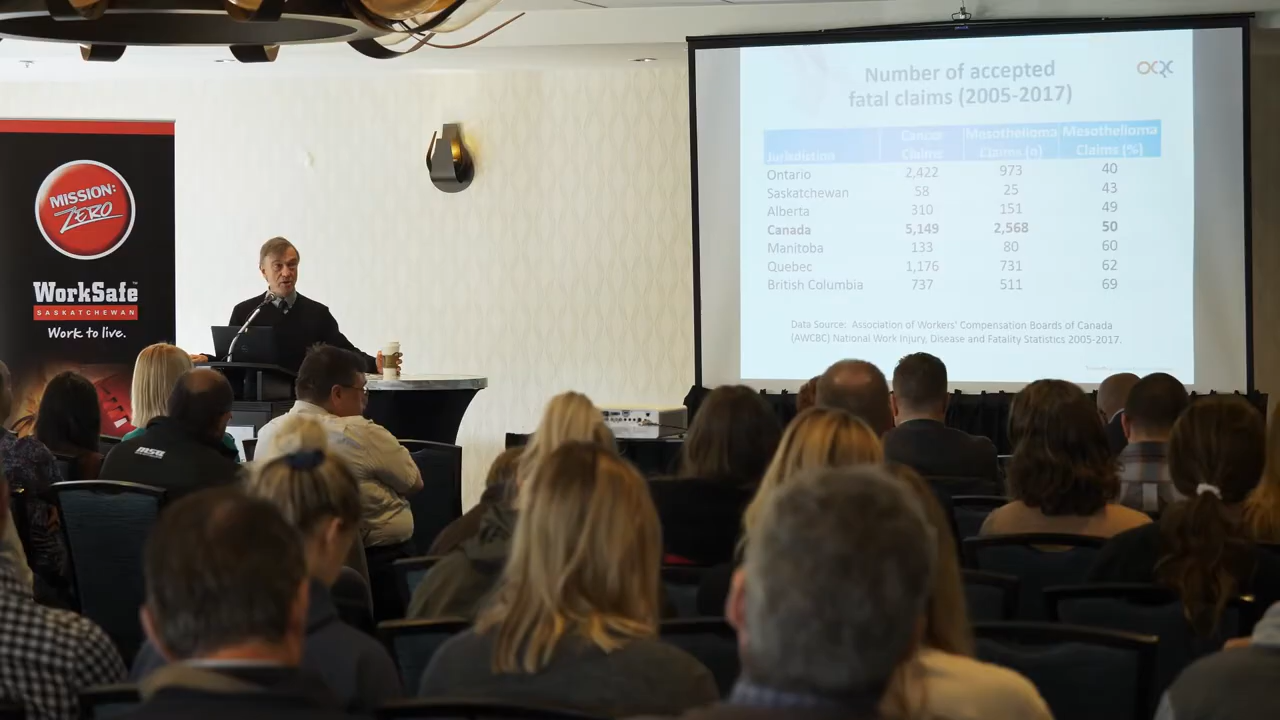 MISSION:
ZERO
WorkSafe
SASKATCHEWAN
Work to live.
Number of accepted
fatal claims (2005-2017)
OCRC
Jurisdiction Cancer Claims Mesothelioma Claims (n) Mesothelioma Claims (%)
Ontario 2,422 973 40
Saskatchewan 58 25 43
Alberta 310 151 49
Canada 5,149 2,568 50
Manitoba 133 80 60
Quebec 1,176 731 62
British Columbia 737 511 69
Data Source: Association of Workers' Compensation Boards of Canada
(AWCBC) National Work Injury, Disease and Fatality Statistics 2005-2017.